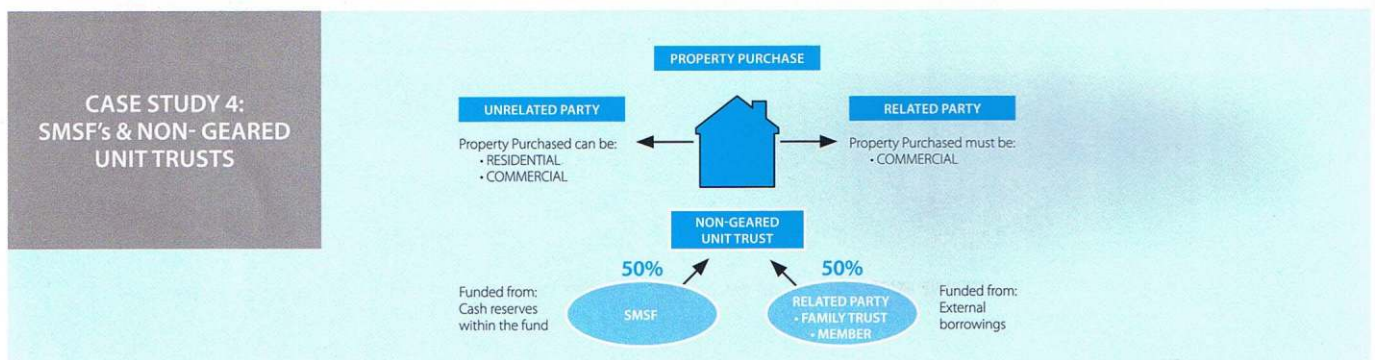 CASE STUDY 4:
SMSF's & NON- GEARED
UNIT TRUSTS
PROPERTY PURCHASE
UNRELATED PARTY
Property Purchased can be:
• RESIDENTIAL
• COMMERCIAL
RELATED PARTY
Property Purchased must be:
• COMMERCIAL
NON-GEARED
UNIT TRUST
50%
50%
Funded from:
Cash reserves
within the fund
SMSF
RELATED PARTY
• FAMILY TRUST
• MEMBER
Funded from:
External
borrowings